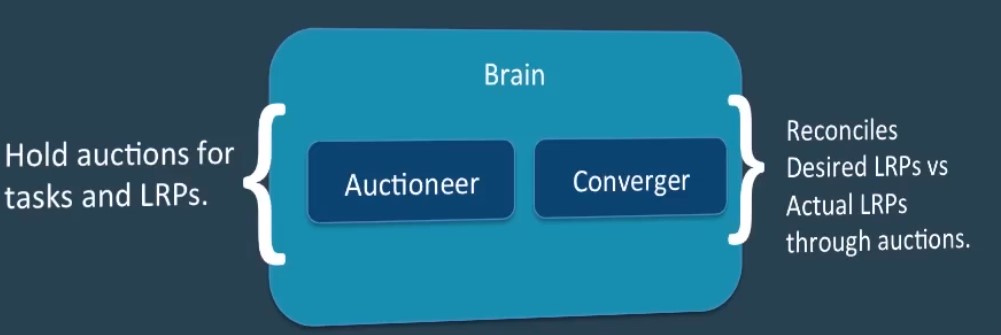 Brain
Hold auctions for
tasks and LRPs.
Auctioneer
Converger
Reconciles
Desired LRPs vs
Actual LRPs
through auctions.